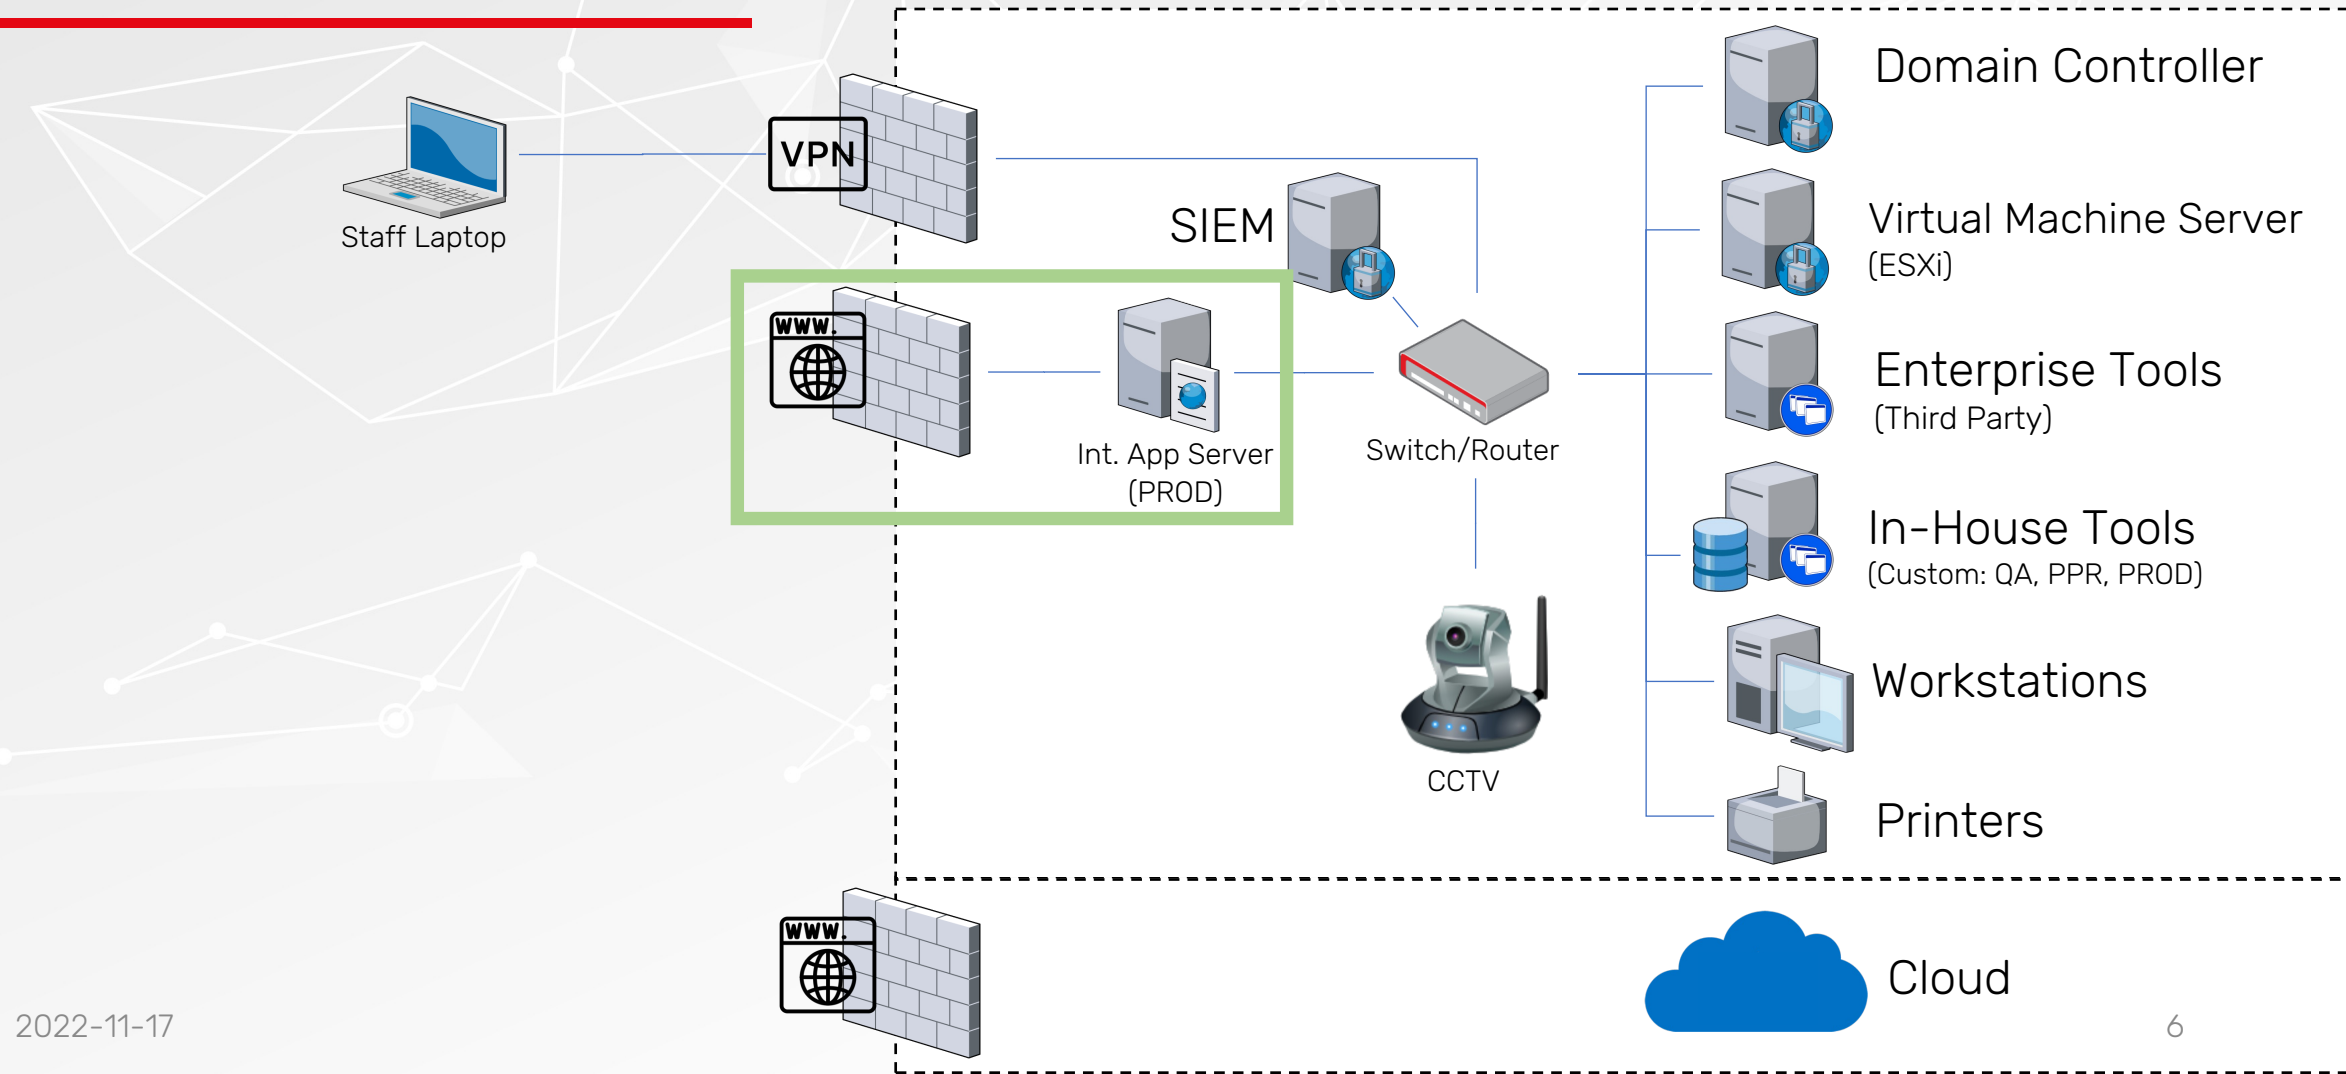 Domain Controller
VPN
Staff Laptop
SIEM
Virtual Machine Server
(ESXi)
WWW.
Int. App Server
(PROD)
Switch/Router
Enterprise Tools
(Third Party)
In-House Tools
(Custom: QA, PPR, PROD)
Workstations
CCTV
Printers
WWW.
Cloud
2022-11-17
6